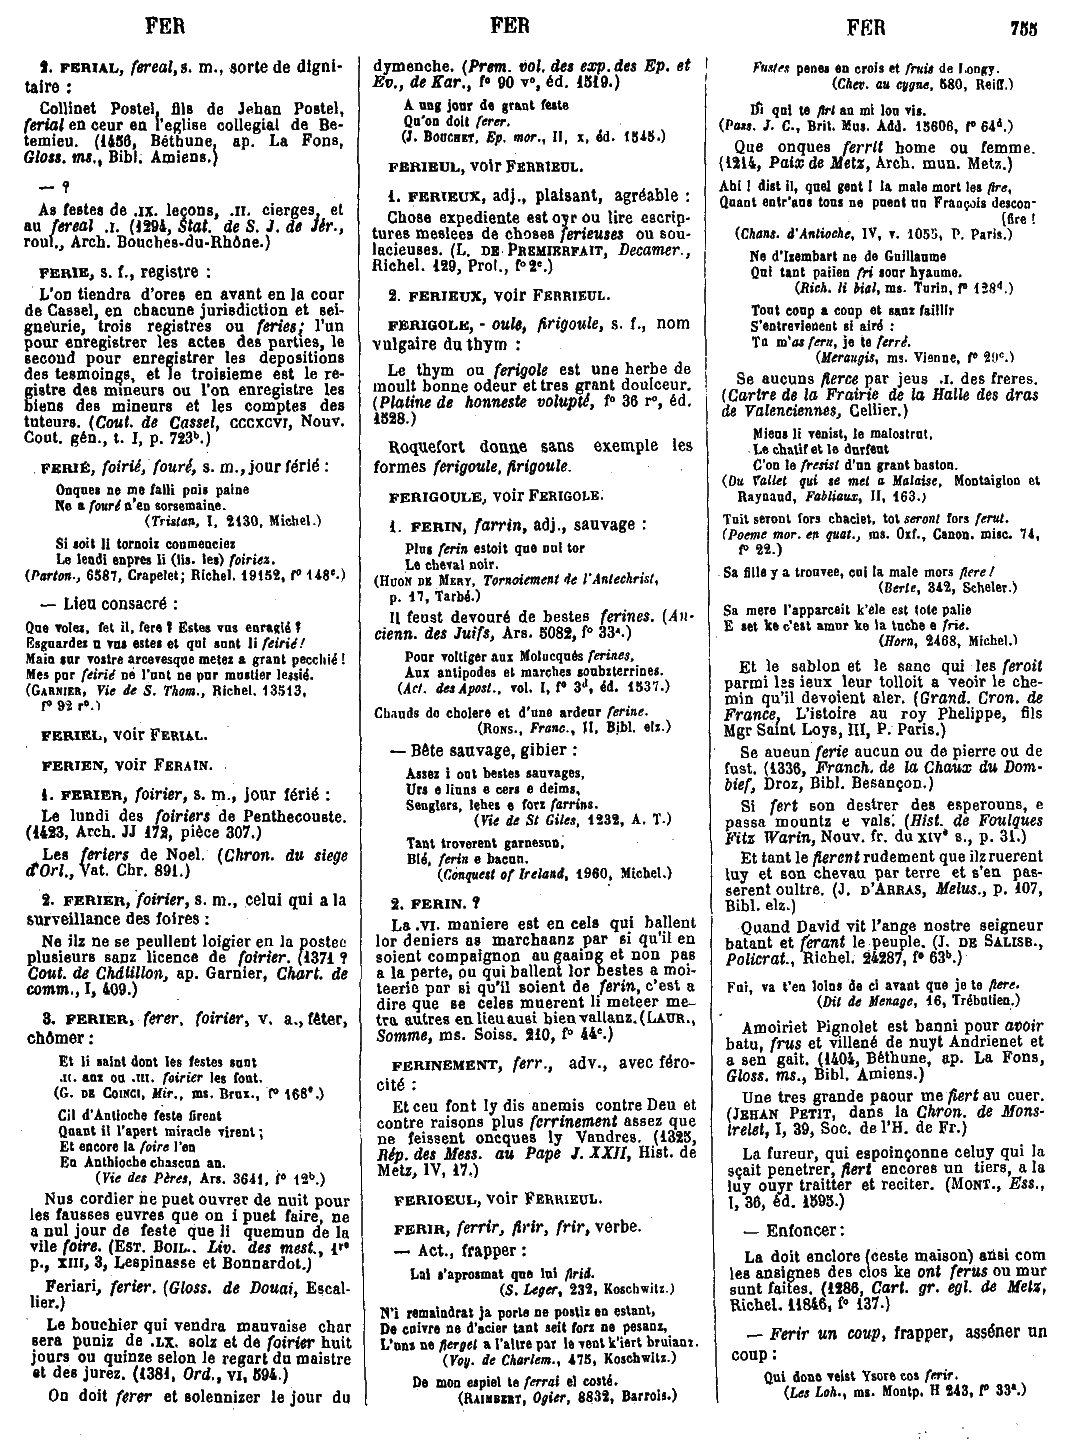 FER
FER
FER
755
2. FERIAL, fereal, s. m., sorte de digni-
taire :
Collinet Postel, fils de Jehan Postel,
ferial en ceur en l'eglise collegial de Be-
temieu. (1456, Béthune, ap. La Fons,
Gloss. ms., Bibl. Amiens.)
— ?
As festes de .IX. leçons, .II. cierges, et
au fereal .I. (1294, Stat. de S. J. de Jér.,
roul., Arch. Bouches-du-Rhône.)
FERIE, s. f., registre :
L'on tiendra d'ores en avant en la cour
de Cassel, en chacune jurisdiction et sei-
gneurie, trois registres ou feries; l'un
pour enregistrer les actes des parties, le
second pour enregistrer les depositions
des tesmoings, et le troisieme est le re-
gistre des mineurs ou l'on enregistre les
biens des mineurs et les comptes des
tuteurs. (Cout. de Cassel, CCCXCVI, Nouv.
Cout. gén., t. I, p. 723ᵇ.)
FERIÉ, foirié, fouré, s. m., jour férié :
Onques ne me falli pois paine
Ne a fouré n'en sorsemaine.
(Tristan, I, 2130, Michel.)
Si soit li tornoiz conmenciez
Le lendi enprés li (lis. les) foiriez.
(Parton., 6587, Crapelet; Richel. 19152, f° 148ᵉ.)
— Lieu consacré :
Que volez, fet il, fere ? Estes vus enragié ?
Esguardez u vus estes et qui sunt li feirié !
Main sur vostre arcevesque metez a grant pecchié !
Mes por feirié ne l'unt ne pur mustier lessié.
(GARNIER, Vie de S. Thom., Richel. 13513,
f° 92 r°.)
FERIEL, voir FERIAL.
FERIEN, voir FERAIN.
1. FERIER, foirier, s. m., jour férié :
Le lundi des foiriers de Penthecouste.
(1423, Arch. JJ 172, pièce 307.)
Les feriers de Noel. (Chron. du siege
d'Orl., Vat. Chr. 891.)
2. FERIER, foirier, s. m., celui qui a la
surveillance des foires :
Ne ilz ne se peullent loigier en la postee
plusieurs sanz licence de foirier. (1371 ?
Cout. de Châtillon, ap. Garnier, Chart. de
comm., I, 409.)
3. FERIER, ferer, foirier, v. a., fêter,
chômer :
Et li saint dont les festes sunt
.II. anz ou .III. foirier les font.
(G. DE COINCI, Mir., ms. Brux., f° 168ᵉ.)
Cil d'Antioche feste firent
Quant il l'apert miracle virent ;
Et encore la foire l'en
En Anthioche chascun an.
(Vie des Pères, Ars. 3641, f° 12ᵇ.)
Nus cordier ne puet ouvrer de nuit pour
les fausses euvres que on i puet faire, ne
a nul jour de feste que li quemun de la
vile foire. (EST. BOIL.. Liv. des mest., 1ʳᵉ
p., XIII, 3, Lespinasse et Bonnardot.)
Feriari, ferier. (Gloss. de Douai, Escal-
lier.)
Le bouchier qui vendra mauvaise char
sera puniz de .LX. solz et de foirier huit
jours ou quinze selon le regart du maistre
et des jurez. (1381, Ord., VI, 594.)
On doit ferer et solennizer le jour du
dymenche. (Prem. vol. des exp. des Ep. et
Ev., de Kar., f° 90 v°, éd. 1519.)
A ung jour de grant feste
Qu'on doit ferer.
(J. BOUCHET, Ep. mor., II, X, éd. 1545.)
FERIEUL, voir FERRIEUL.
1. FERIEUX, adj., plaisant, agréable :
Chose expediente est oyr ou lire escrip-
tures meslees de choses ferieuses ou sou-
lacieuses. (L. DE PREMIERFAIT, Decamer.,
Richel. 129, Prol., f° 2ᵉ.)
2. FERIEUX, voir FERRIEUL.
FERIGOLE, - oule, firigoule, s. f., nom
vulgaire du thym :
Le thym ou ferigole est une herbe de
moult bonne odeur et tres grant doulceur.
(Platine de honneste volupté, f° 36 r°, éd.
1528.)
Roquefort donne sans exemple les
formes ferigoule, firigoule.
FERIGOULE, voir FERIGOLE.
1. FERIN, farrin, adj., sauvage :
Plus ferin estoit que nul tor
Le cheval noir.
(HUON DE MERY, Tornoiement de l'Antechrist,
p. 17, Tarbé.)
Il feust devouré de bestes ferines. (An-
cienn. des Juifs, Ars. 5082, f° 33ᵃ.)
Pour voltiger aux Molucqués ferines,
Aux antipodes et marches soubzterrines.
(Act. des Apost., vol. I, f° 3ᵈ, éd. 1537.)
Chauds de cholere et d'une ardeur ferine.
(RONS., Franc., II, Bibl. elz.)
— Bête sauvage, gibier :
Assez i out bestes sauvages,
Urs e liuns e cers e deims,
Senglers, lehes e forz farrins.
(Vie de St Giles, 1232, A. T.)
Tant troverent garnesun,
Blé, ferin e bacun.
(Conquest of Ireland, 1960, Michel.)
2. FERIN. ?
La .VI. maniere est en cels qui ballent
lor deniers as marchaanz par si qu'il en
soient compaignon au gaaing et non pas
a la perte, ou qui ballent lor bestes a moi-
teerie par si qu'il soient de ferin, c'est a
dire que se celes muerent li meteer me-
tra autres en lieu ausi bien vallanz. (LAUR.,
Somme, ms. Soiss. 210, f° 44ᶜ.)
FERINEMENT, ferr., adv., avec féro-
cité :
Et ceu font ly dis anemis contre Deu et
contre raisons plus ferrinement assez que
ne feissent oncques ly Vandres. (1325,
Rép. des Mess. au Pape J. XXII, Hist. de
Metz, IV, 17.)
FERIOEUL, voir FERRIEUL.
FERIR, ferrir, firir, frir, verbe.
— Act., frapper :
Lai s'aprosmat que lui firid.
(S. Leger, 232, Koschwitz.)
N'i remaindrat ja porte ne postiz en estant,
De cuivre ne d'acier tant seit forz ne pesanz,
L'uns ne fierget a l'altre par le vent k'iert bruianz.
(Voy. de Charlem., 475, Koschwitz.)
De mon espiel te ferrai el costé.
(RAIMBERT, Ogier, 8832, Barrois.)
Fustes penes en crois et fruis de Longy.
(Chev. au cygne, 580, Reiff.)
Di qui te firt an mi lou vis.
(Pass. J. C., Brit. Mus. Add. 15606, f° 64ᵈ.)
Que onques ferrit home ou femme.
(1214, Paix de Metz, Arch. mun. Metz.)
Ahi ! dist il, quel gent ! la male mort les fire,
Quant entr'aus tous ne puent un François descon-
(fire !
(Chans. d'Antioche, IV, v. 1055, P. Paris.)
Ne d'Izembart ne de Guillaume
Qui tant paiien fri sour hyaume.
(Rich. li bial, ms. Turin, f° 128ᵈ.)
Tout coup a coup et sanz faillir
S'entrevienent si airé :
Tu m'as feru, je te ferré.
(Meraugis, ms. Vienne, f° 29ᶜ.)
Se aucuns fierce par jeus .I. des freres.
(Cartre de la Frairie de la Halle des dras
de Valenciennes, Cellier.)
Miens li venist, le malostrut,
Le chatif et le durfeut
C'on le fresist d'un grant baston.
(Du Vallet qui se met a Malaise, Montaiglon et
Raynaud, Fabliaux, II, 163.)
Tuit seront fors chaciet, tot seront fors ferut.
(Poeme mor. en quat., ms. Oxf., Canon. misc. 74,
f° 22.)
Sa fille y a trouvee, cui la male mors fiere !
(Berte, 342, Scheler.)
Sa mere l'apparceit k'ele est tote palie
E set ke c'est amur ke la tuche e frie.
(Horn, 2468, Michel.)
Et le sablon et le sanc qui les feroit
parmi les ieux leur tolloit a veoir le che-
min qu'il devoient aler. (Grand. Cron. de
France, L'istoire au roy Phelippe, fils
Mgr Saint Loys, III, P. Paris.)
Se aucun ferie aucun ou de pierre ou de
fust. (1336, Franch. de la Chaux du Dom-
bief, Droz, Bibl. Besançon.)
Si fert son destrer des esperouns, e
passa mountz e vals. (Hist. de Foulques
Fitz Warin, Nouv. fr. du XIVᵉ s., p. 31.)
Et tant le fierent rudement que ilz ruerent
luy et son chevau par terre et s'en pas-
serent oultre. (J. D'ARRAS, Melus., p. 107,
Bibl. elz.)
Quand David vit l'ange nostre seigneur
batant et ferant le peuple. (J. DE SALISB.,
Policrat., Richel. 24287, f° 63ᵇ.)
Fui, va t'en loins de ci avant que je te fiere.
(Dit de Menage, 16, Trébutien.)
Amoiriet Pignolet est banni pour avoir
batu, frus et villené de nuyt Andrienet et
a sen gait. (1404, Béthune, ap. La Fons,
Gloss. ms., Bibl. Amiens.)
Une tres grande paour me fiert au cuer.
(JEHAN PETIT, dans la Chron. de Mons-
trelet, I, 39, Soc. de l'H. de Fr.)
La fureur, qui espoinçonne celuy qui la
sçait penetrer, fiert encores un tiers, a la
luy ouyr traitter et reciter. (MONT., Ess.,
I, 36, éd. 1595.)
— Enfoncer :
La doit enclore (ceste maison) ansi com
les ansignes des clos ke ont ferus ou mur
sunt faites. (1286, Cart. gr. egl. de Metz,
Richel. 11846, f° 137.)
— Ferir un coup, frapper, asséner un
coup :
Qui donc veist Ysore cos ferir.
(Les Loh., ms. Montp. H 243, f° 33ᵃ.)